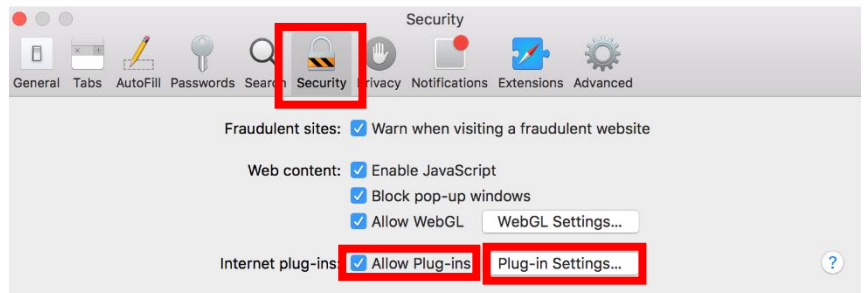 Security
General Tabs AutoFill Passwords Search Security Privacy Notifications Extensions Advanced
Fraudulent sites: Warn when visiting a fraudulent website
Web content: Enable JavaScript
Block pop-up windows
Allow WebGL WebGL Settings...
Internet plug-ins: Allow Plug-ins Plug-in Settings... ?